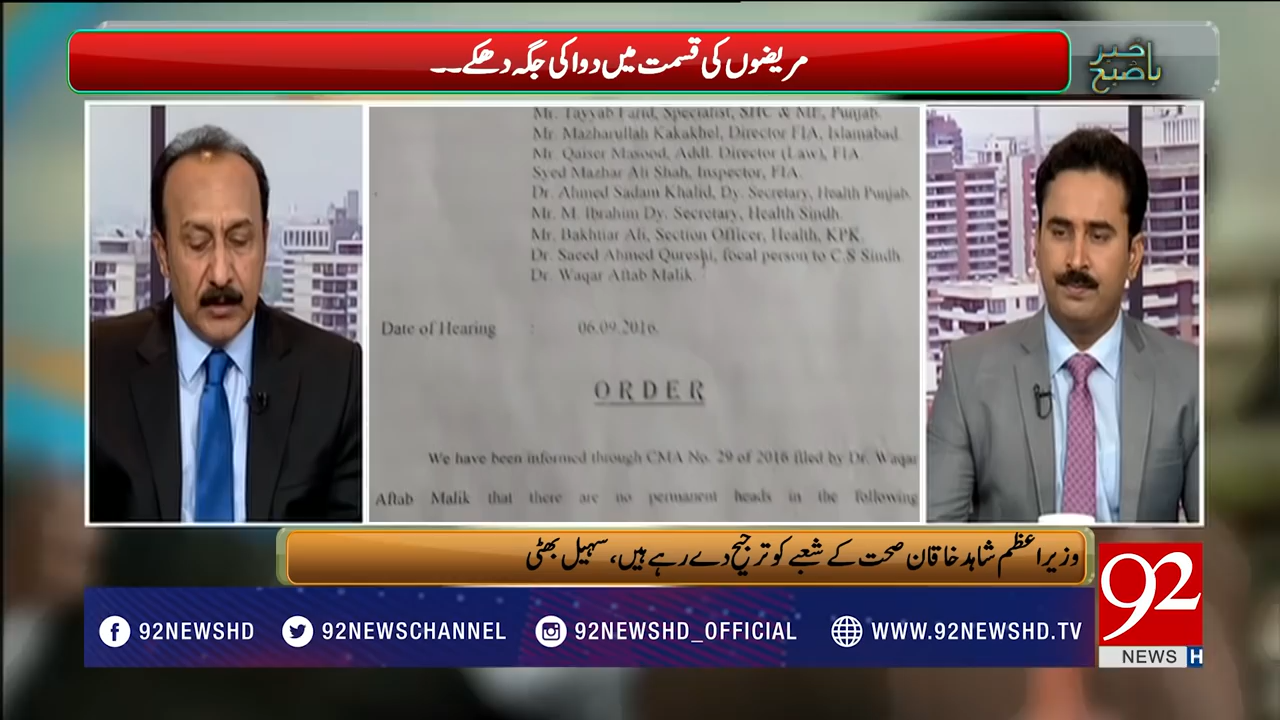 مریضوں کی قسمت میں دوا کی جگہ دھکے۔۔
خبر
باصبح
Mr. Tayyab Farid, Specialist, SHC & ME, Punjab.
Mr. Mazharullah Kakakhel, Director FIA, Islamabad.
Mr. Qaiser Masood, Addl. Director (Law), FIA.
Syed Mazhar Ali Shah, Inspector, FIA.
Dr. Ahmed Sadam Khalid, Dy. Secretary, Health Punjab.
Mr. M. Ibrahim Dy. Secretary, Health Sindh.
Mr. Bakhtiar Ali, Section Officer, Health, KPK.
Dr. Saeed Ahmed Qureshi, focal person to C.S Sindh.
Dr. Waqar Aftab Malik.
Date of Hearing : 06.09.2016.
ORDER
We have been informed through CMA No. 29 of 2016 filed by Dr. Waqar
Aftab Malik that there are no permanent heads in the following
وزیراعظم شاہد خاقان صحت کے شعبے کو ترجیح دے رہے ہیں، سہیل بھٹی
92NEWSHD 92NEWSCHANNEL 92NEWSHD_OFFICIAL WWW.92NEWSHD.TV
92
NEWS H